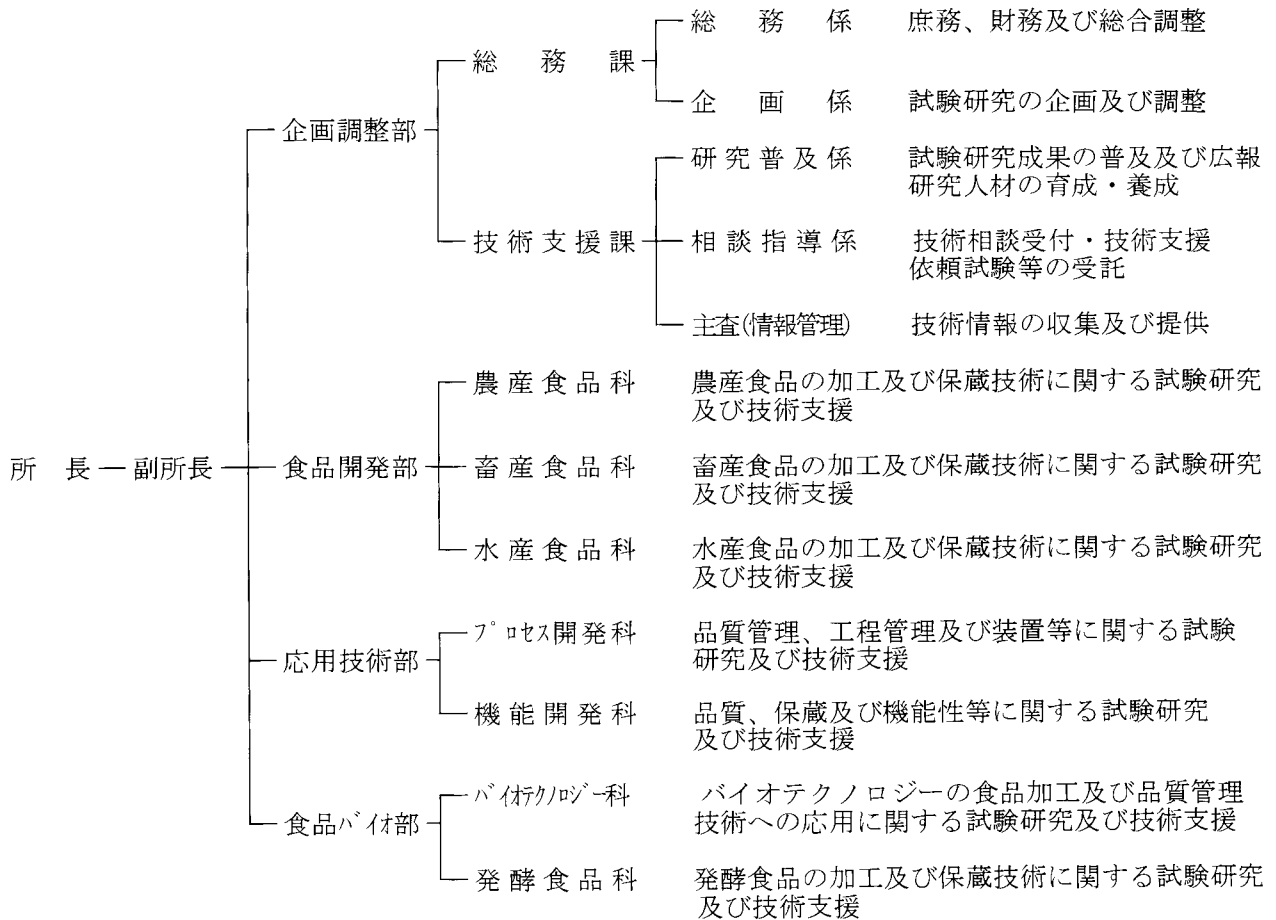 総務係 庶務、財務及び総合調整
総務課
企画係 試験研究の企画及び調整
企画調整部
研究普及係 試験研究成果の普及及び広報
研究人材の育成・養成
技術支援課 相談指導係 技術相談受付・技術支援
依頼試験等の受託
主査(情報管理) 技術情報の収集及び提供
農産食品科 農産食品の加工及び保蔵技術に関する試験研究
及び技術支援
所長 副所長 食品開発部 畜産食品科 畜産食品の加工及び保蔵技術に関する試験研究
及び技術支援
水産食品科 水産食品の加工及び保蔵技術に関する試験研究
及び技術支援
プロセス開発科 品質管理、工程管理及び装置等に関する試験
研究及び技術支援
応用技術部
機能開発科 品質、保蔵及び機能性等に関する試験研究
及び技術支援
バイオテクノロジー科 バイオテクノロジーの食品加工及び品質管理
技術への応用に関する試験研究及び技術支援
食品バイオ部
発酵食品科 発酵食品の加工及び保蔵技術に関する試験研究
及び技術支援